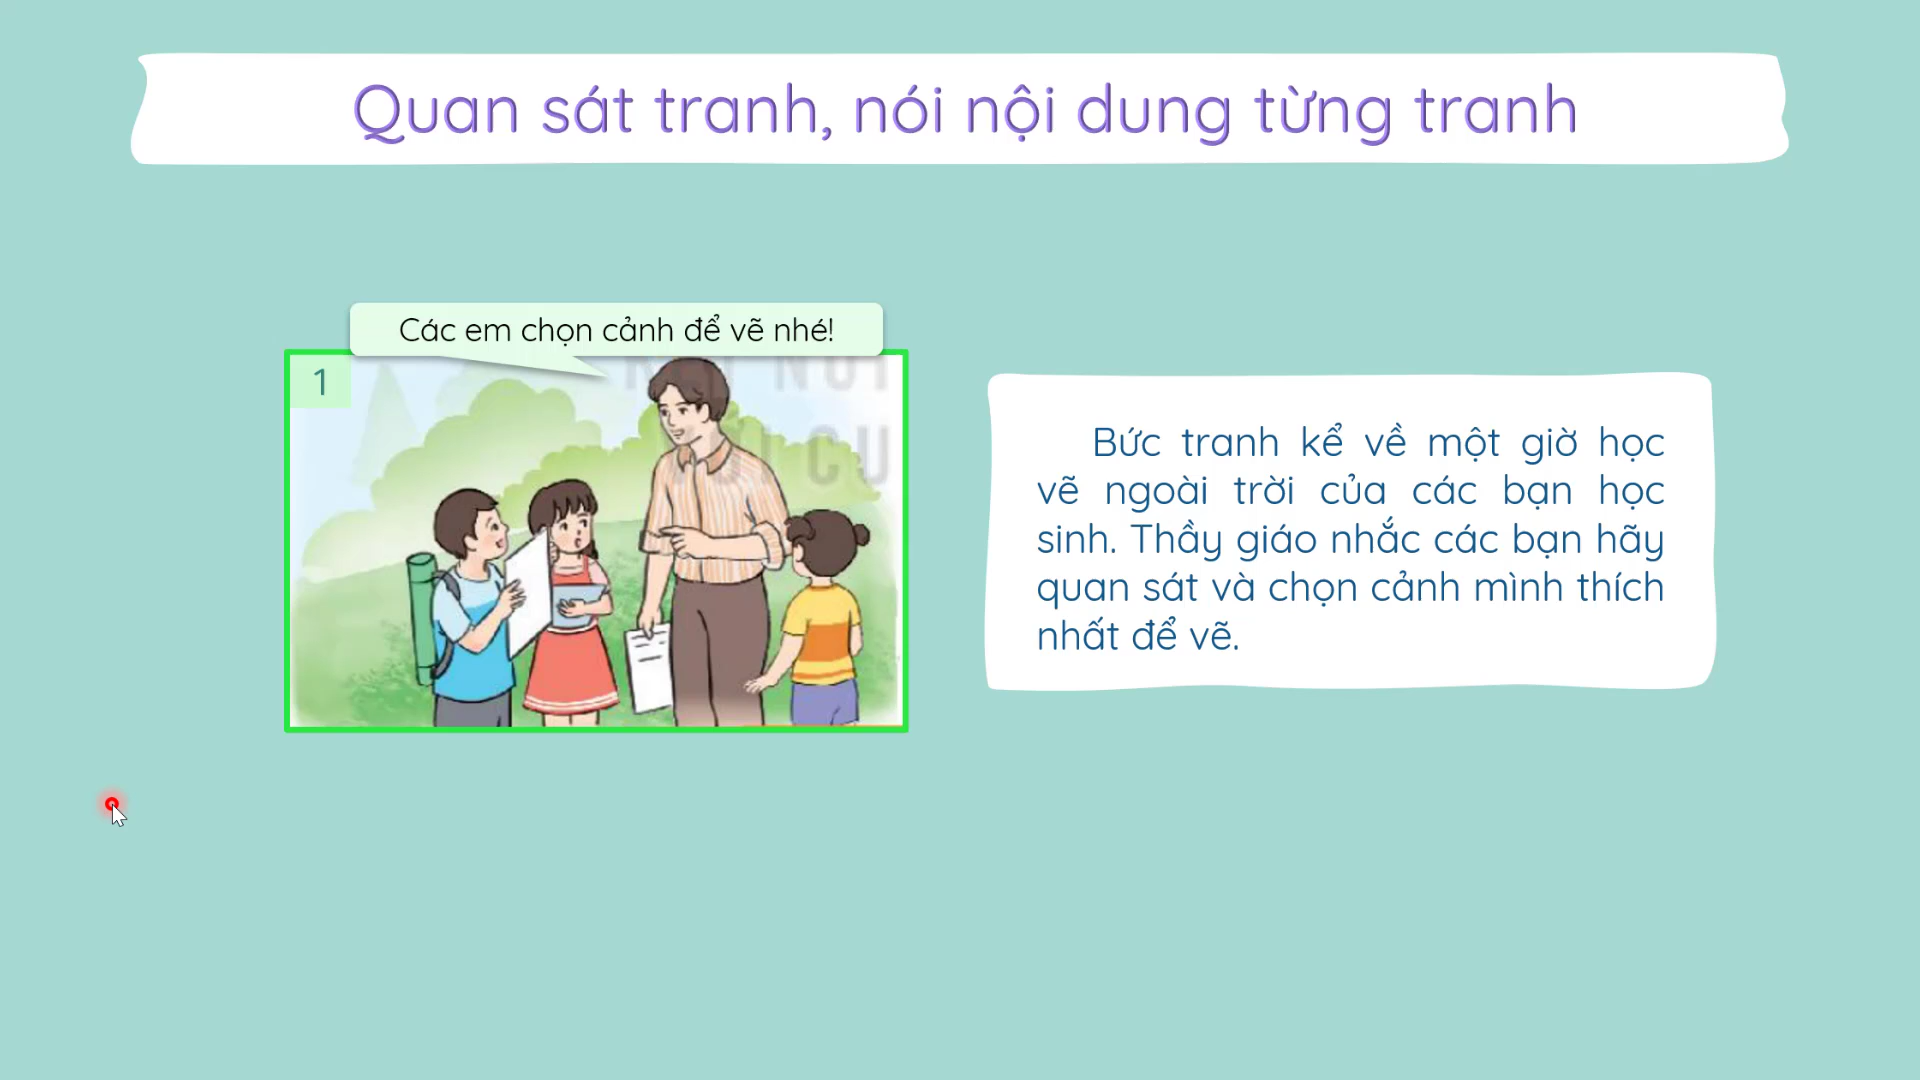 Quan sát tranh, nói nội dung từng tranh
Các em chọn cảnh để vẽ nhé!
1
Bức tranh kể về một giờ học
vẽ ngoài trời của các bạn học
sinh. Thầy giáo nhắc các bạn hãy
quan sát và chọn cảnh mình thích
nhất để vẽ.